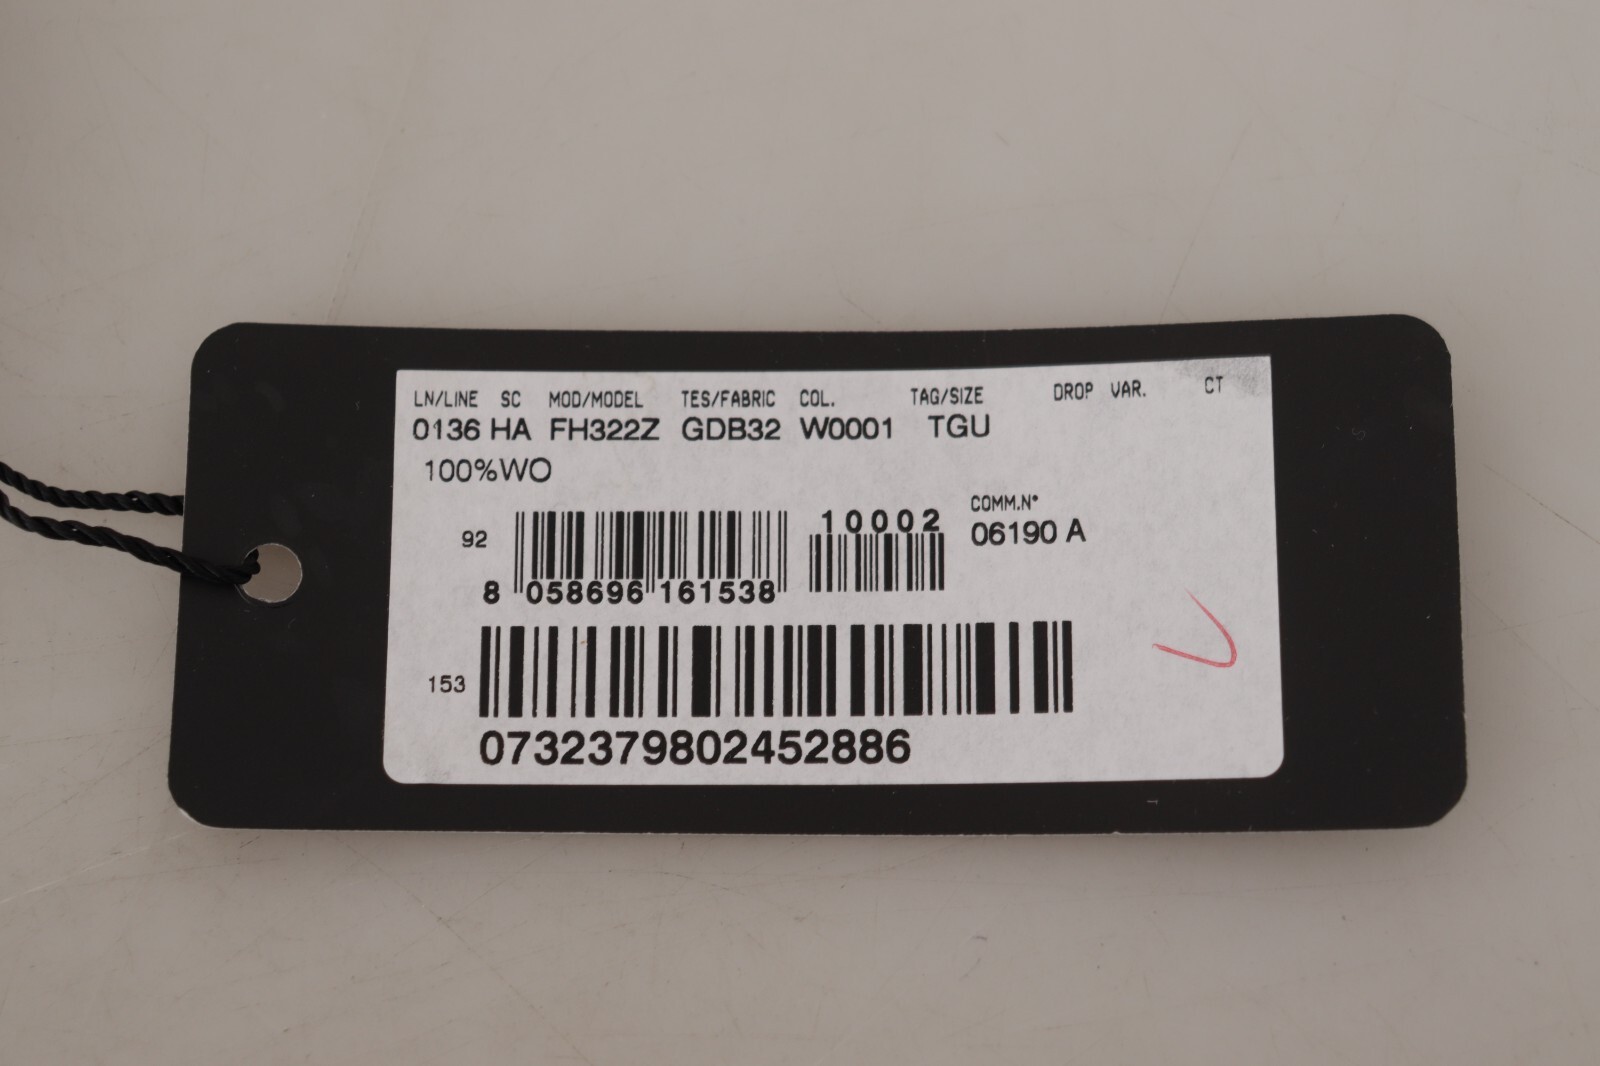 LN/LINE SC MOD/MODEL TES/FABRIC COL. TAG/SIZE DROP VAR. CT
0136 HA FH322Z GDB32 W0001 TGU
100%WO
10002 COMM.N°
92 06190 A
8 058696 161538
153
0732379802452886